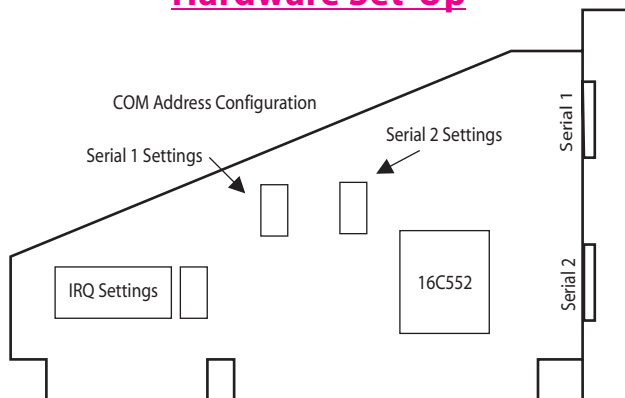 Hardware Set-Up
COM Address Configuration
Serial 1 Settings
Serial 2 Settings
Serial 1
IRQ Settings
16C552
Serial 2